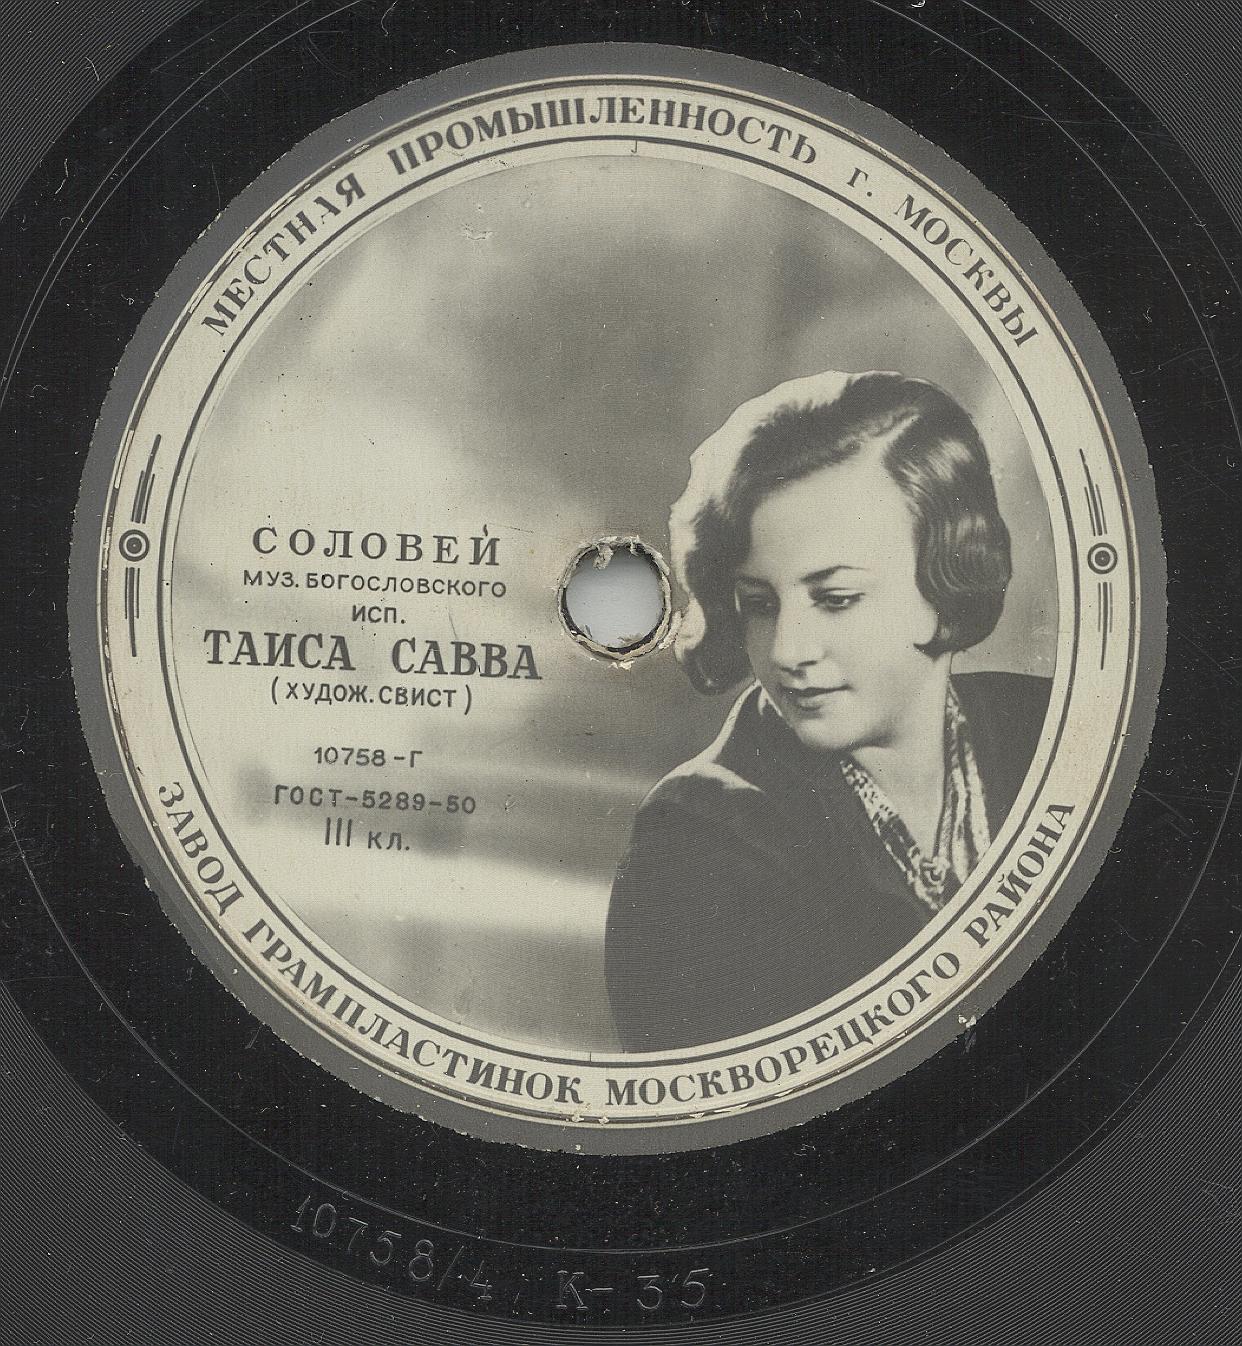 МЕСТНАЯ ПРОМЫШЛЕННОСТЬ г. МОСКВЫ
СОЛОВЕЙ
МУЗ. БОГОСЛОВСКОГО
ИСП.
ТАИСА САВВА
(ХУДОЖ. СВИСТ)
10758-Г
ГОСТ-5289-50
III КЛ.
ЗАВОД ГРАМПЛАСТИНОК МОСКВОРЕЦКОГО РАЙОНА
10758/4 К-35